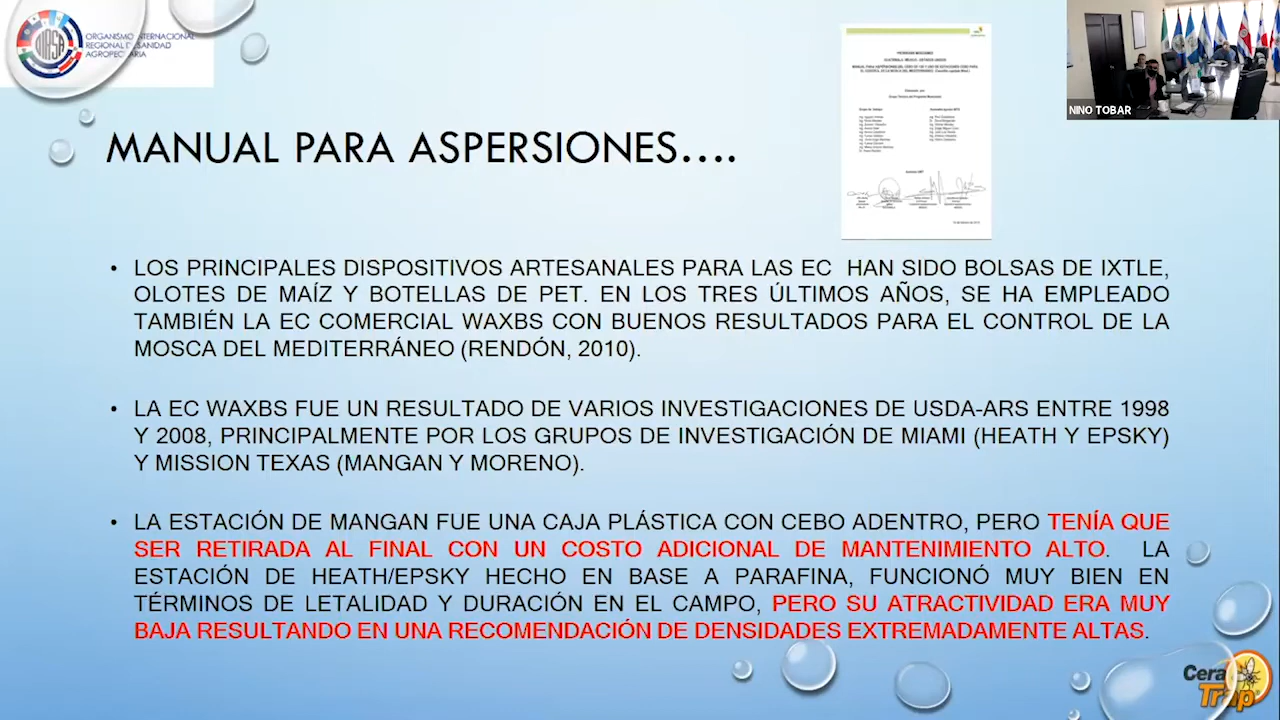 ORGANISMO INTERNACIONAL
REGIONAL DE SANIDAD
AGROPECUARIA
OIRSA
NINO TOBAR
MANUAL PARA ASPERSIONES....
• LOS PRINCIPALES DISPOSITIVOS ARTESANALES PARA LAS EC HAN SIDO BOLSAS DE IXTLE,
OLOTES DE MAÍZ Y BOTELLAS DE PET. EN LOS TRES ÚLTIMOS AÑOS, SE HA EMPLEADO
TAMBIÉN LA EC COMERCIAL WAXBS CON BUENOS RESULTADOS PARA EL CONTROL DE LA
MOSCA DEL MEDITERRÁNEO (RENDÓN, 2010).
• LA EC WAXBS FUE UN RESULTADO DE VARIOS INVESTIGACIONES DE USDA-ARS ENTRE 1998
Y 2008, PRINCIPALMENTE POR LOS GRUPOS DE INVESTIGACIÓN DE MIAMI (HEATH Y EPSKY)
Y MISSION TEXAS (MANGAN Y MORENO).
• LA ESTACIÓN DE MANGAN FUE UNA CAJA PLÁSTICA CON CEBO ADENTRO, PERO TENÍA QUE
SER RETIRADA AL FINAL CON UN COSTO ADICIONAL DE MANTENIMIENTO ALTO. LA
ESTACIÓN DE HEATH/EPSKY HECHO EN BASE A PARAFINA, FUNCIONÓ MUY BIEN EN
TÉRMINOS DE LETALIDAD Y DURACIÓN EN EL CAMPO, PERO SU ATRACTIVIDAD ERA MUY
BAJA RESULTANDO EN UNA RECOMENDACIÓN DE DENSIDADES EXTREMADAMENTE ALTAS.
Cera
Trap